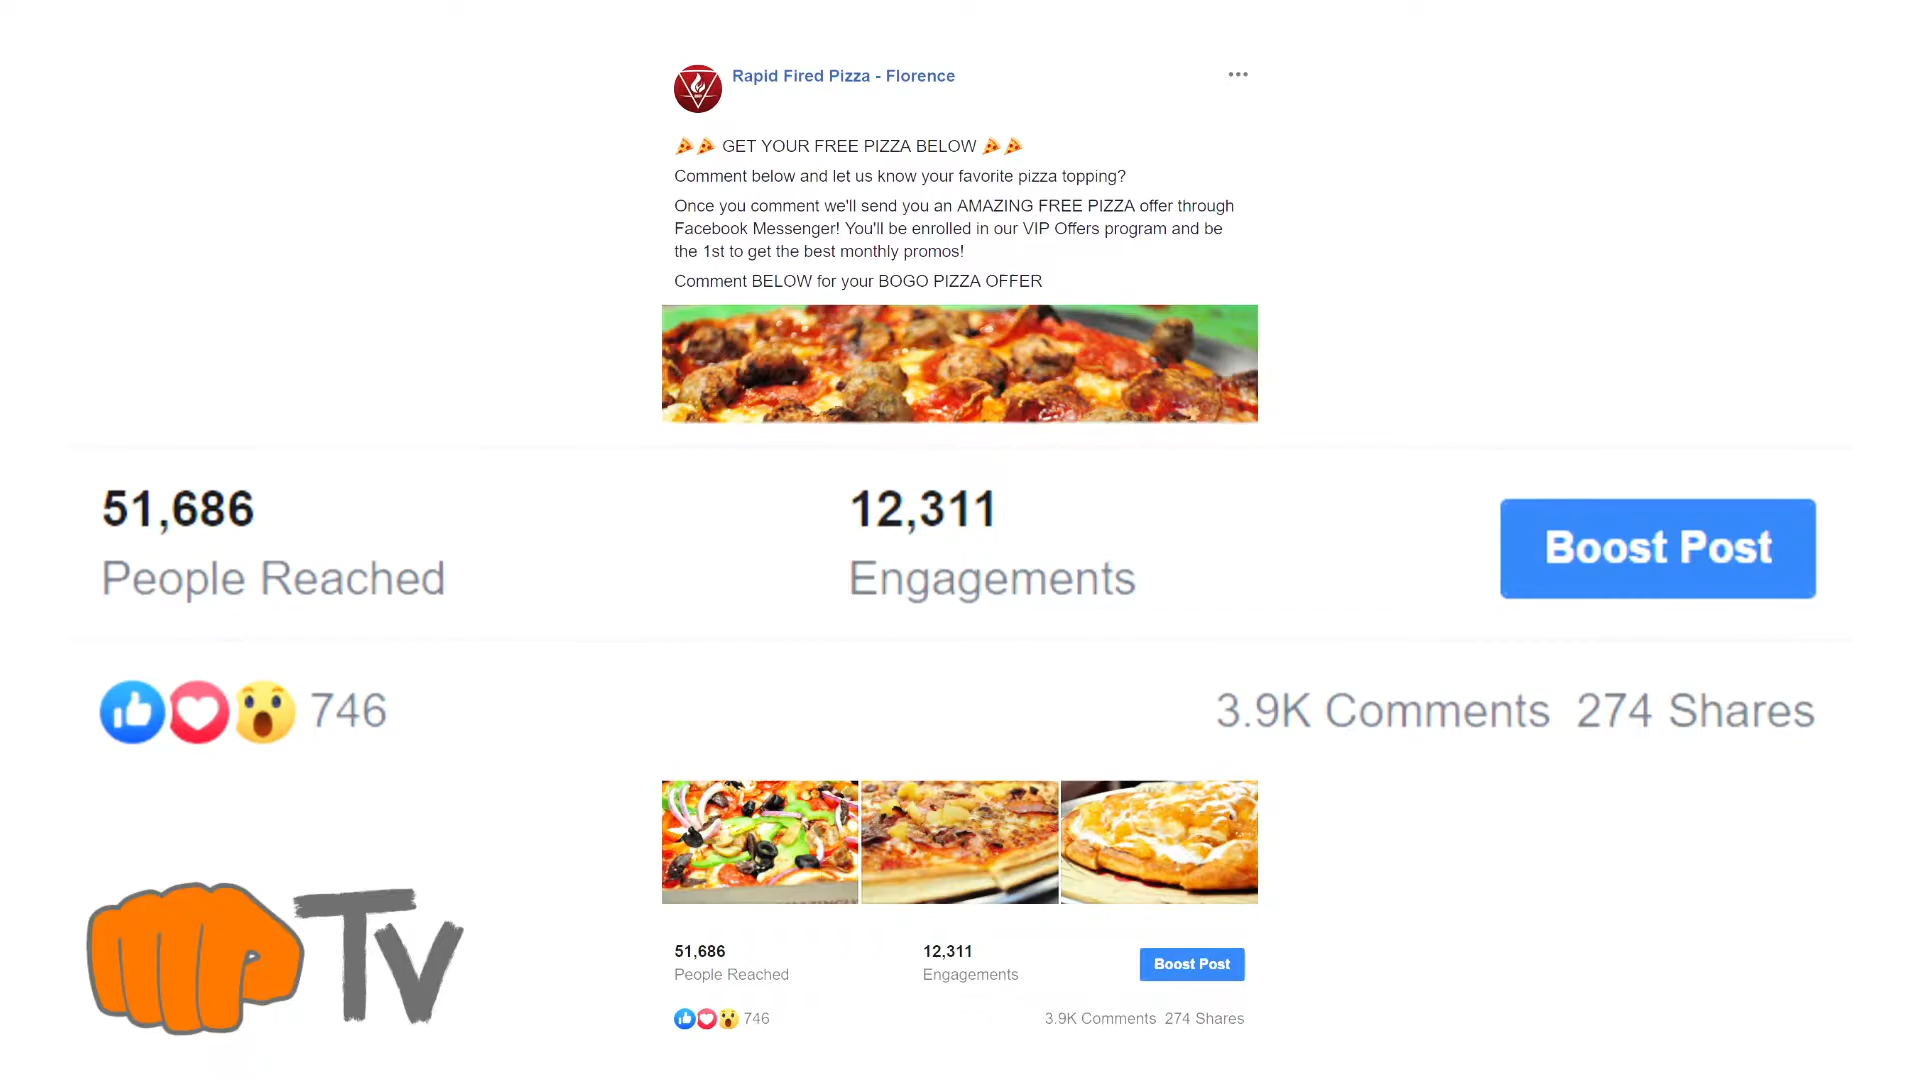 Rapid Fired Pizza - Florence
🍕🍕 GET YOUR FREE PIZZA BELOW 🍕🍕
Comment below and let us know your favorite pizza topping?
Once you comment we'll send you an AMAZING FREE PIZZA offer through
Facebook Messenger! You'll be enrolled in our VIP Offers program and be
the 1st to get the best monthly promos!
Comment BELOW for your BOGO PIZZA OFFER
51,686
People Reached
12,311
Engagements
Boost Post
746
3.9K Comments 274 Shares
Tv
51,686
People Reached
12,311
Engagements
Boost Post
746
3.9K Comments 274 Shares